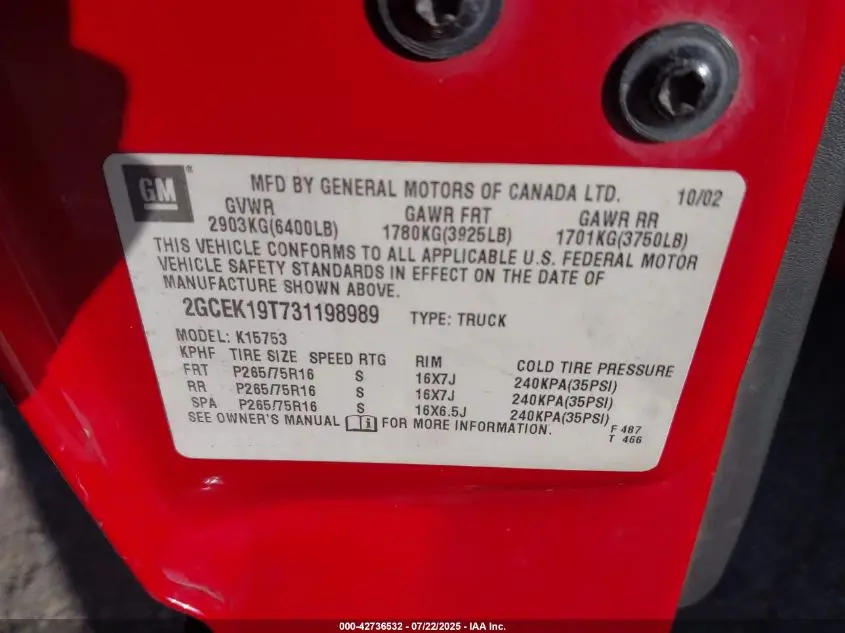 GM ® MFD BY GENERAL MOTORS OF CANADA LTD. 10/02
GVWR GAWR FRT GAWR RR
2903KG(6400LB) 1780KG(3925LB) 1701KG(3750LB)
THIS VEHICLE CONFORMS TO ALL APPLICABLE U.S. FEDERAL MOTOR
VEHICLE SAFETY STANDARDS IN EFFECT ON THE DATE OF
MANUFACTURE SHOWN ABOVE.
2GCEK19T731198989 TYPE: TRUCK
MODEL: K15753
KPHF TIRE SIZE SPEED RTG RIM COLD TIRE PRESSURE
FRT P265/75R16 S 16X7J 240KPA(35PSI)
RR P265/75R16 S 16X7J 240KPA(35PSI)
SPA P265/75R16 S 16X6.5J 240KPA(35PSI)
SEE OWNER'S MANUAL FOR MORE INFORMATION. F 487
T 466
000-42736532 - 07/22/2025 - IAA Inc.